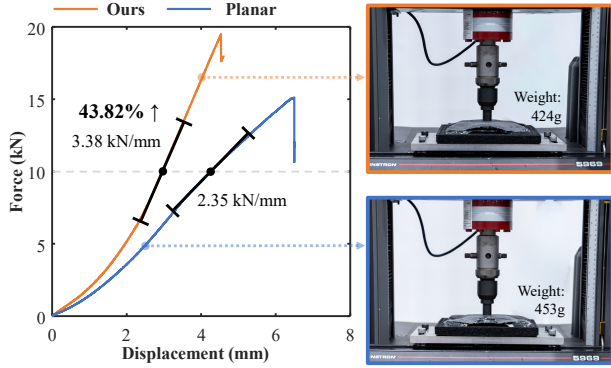 Ours Planar
20
15
10
5
0
Force (kN)
43.82% ↑
3.38 kN/mm
2.35 kN/mm
0 2 4 6 8
Displacement (mm)
Weight:
424g
INSTRON 5969
Weight:
453g
INSTRON 5969